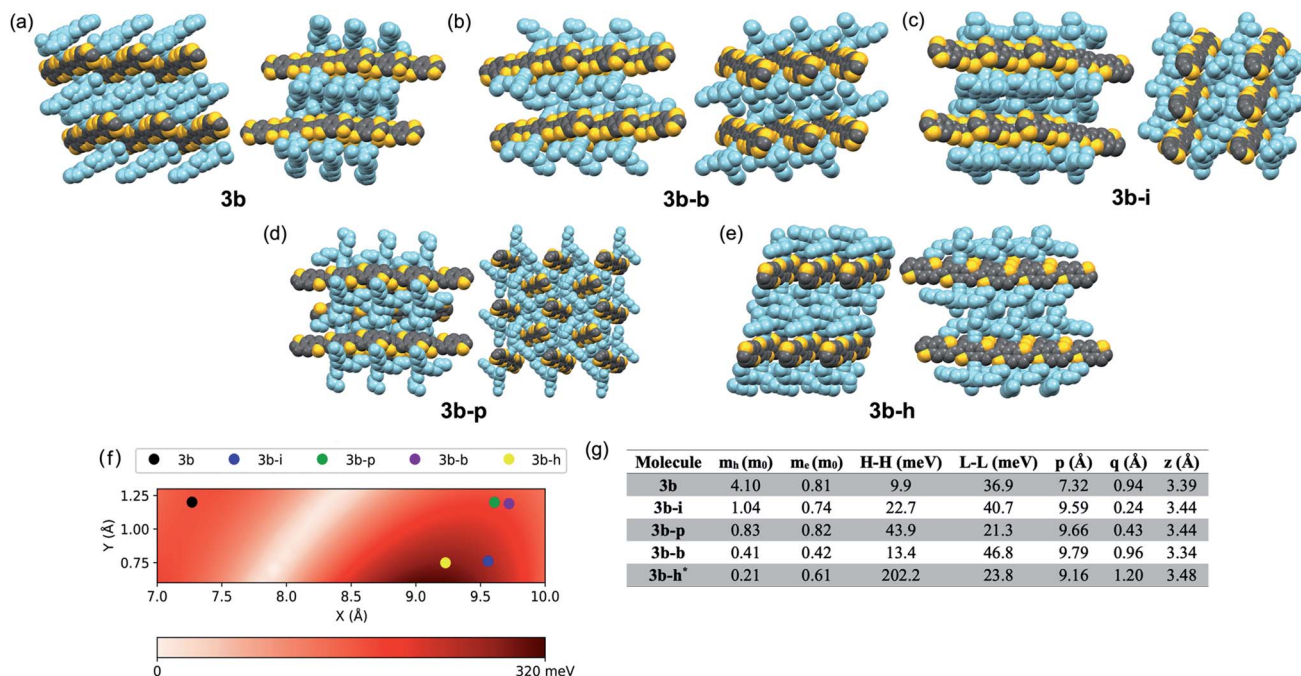 (a)
(b)
(c)
3b
3b-b
3b-i
(d)
(e)
3b-p
3b-h
(f)
3b 3b-i 3b-p 3b-b 3b-h
1.25
1.00
0.75
Y (Å)
7.0 7.5 8.0 8.5 9.0 9.5 10.0
X (Å)
0 320 meV
(g)
Molecule mh (m0) me (m0) H-H (meV) L-L (meV) p (Å) q (Å) z (Å)
3b 4.10 0.81 9.9 36.9 7.32 0.94 3.39
3b-i 1.04 0.74 22.7 40.7 9.59 0.24 3.44
3b-p 0.83 0.82 43.9 21.3 9.66 0.43 3.44
3b-b 0.41 0.42 13.4 46.8 9.79 0.96 3.34
3b-h* 0.21 0.61 202.2 23.8 9.16 1.20 3.48